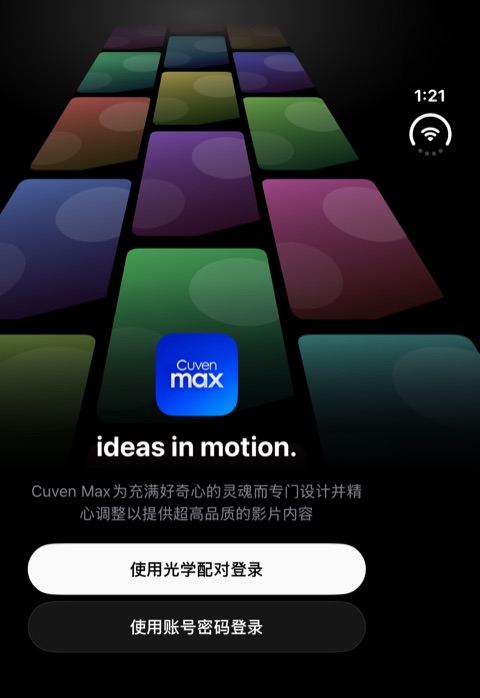 1:21
Cuven
max
ideas in motion.
Cuven Max为充满好奇心的灵魂而专门设计并精
心调整以提供超高品质的影片内容
使用光学配对登录
使用账号密码登录